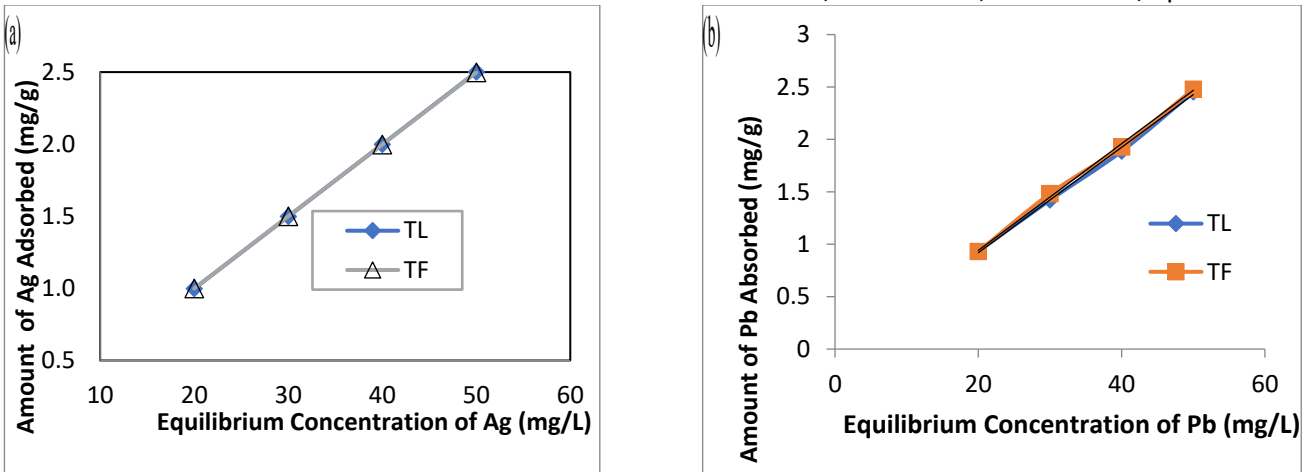 (a)
Amount of Ag Adsorbed (mg/g)
2.5
2.0
1.5
1.0
0.5
10 20 30 40 50 60
Equilibrium Concentration of Ag (mg/L)
TL
TF
(b)
Amount of Pb Absorbed (mg/g)
3
2.5
2
1.5
1
0.5
0
0 20 40 60
Equilibrium Concentration of Pb (mg/L)
TL
TF